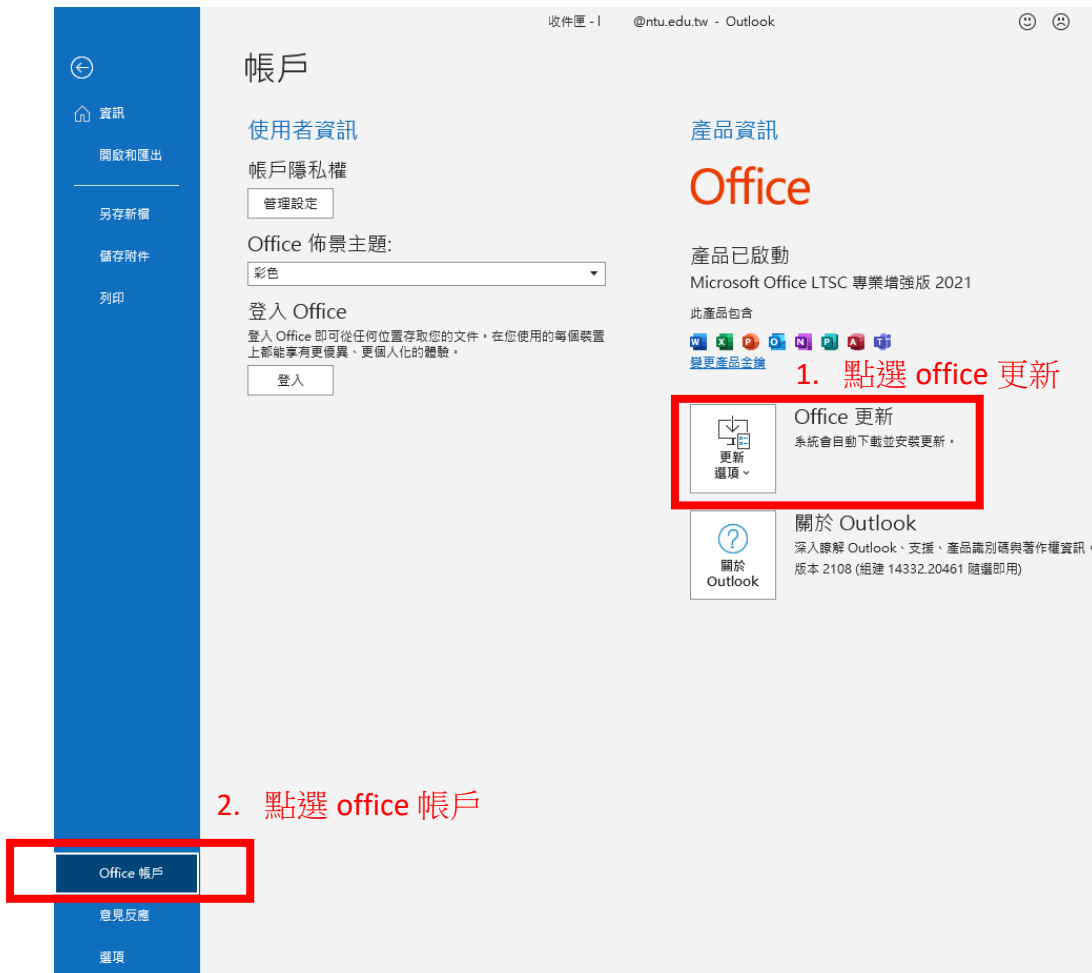 收件匣 - l @ntu.edu.tw - Outlook
帳戶
資訊
開啟和匯出
另存新檔
儲存附件
列印
使用者資訊
帳戶隱私權
管理設定
Office 佈景主題:
彩色
登入 Office
登入 Office 即可從任何位置存取您的文件。在您使用的每個裝置
上都能享有更優異、更個人化的體驗。
登入
產品資訊
Office
產品已啟動
Microsoft Office LTSC 專業增強版 2021
此產品包含
變更產品金鑰
1. 點選 office 更新
更新
選項
Office 更新
系統會自動下載並安裝更新。
關於
Outlook
關於 Outlook
深入瞭解 Outlook、支援、產品識別碼與著作權資訊。
版本 2108 (組建 14332.20461 隨選即用)
2. 點選 office 帳戶
Office 帳戶
意見反應
選項